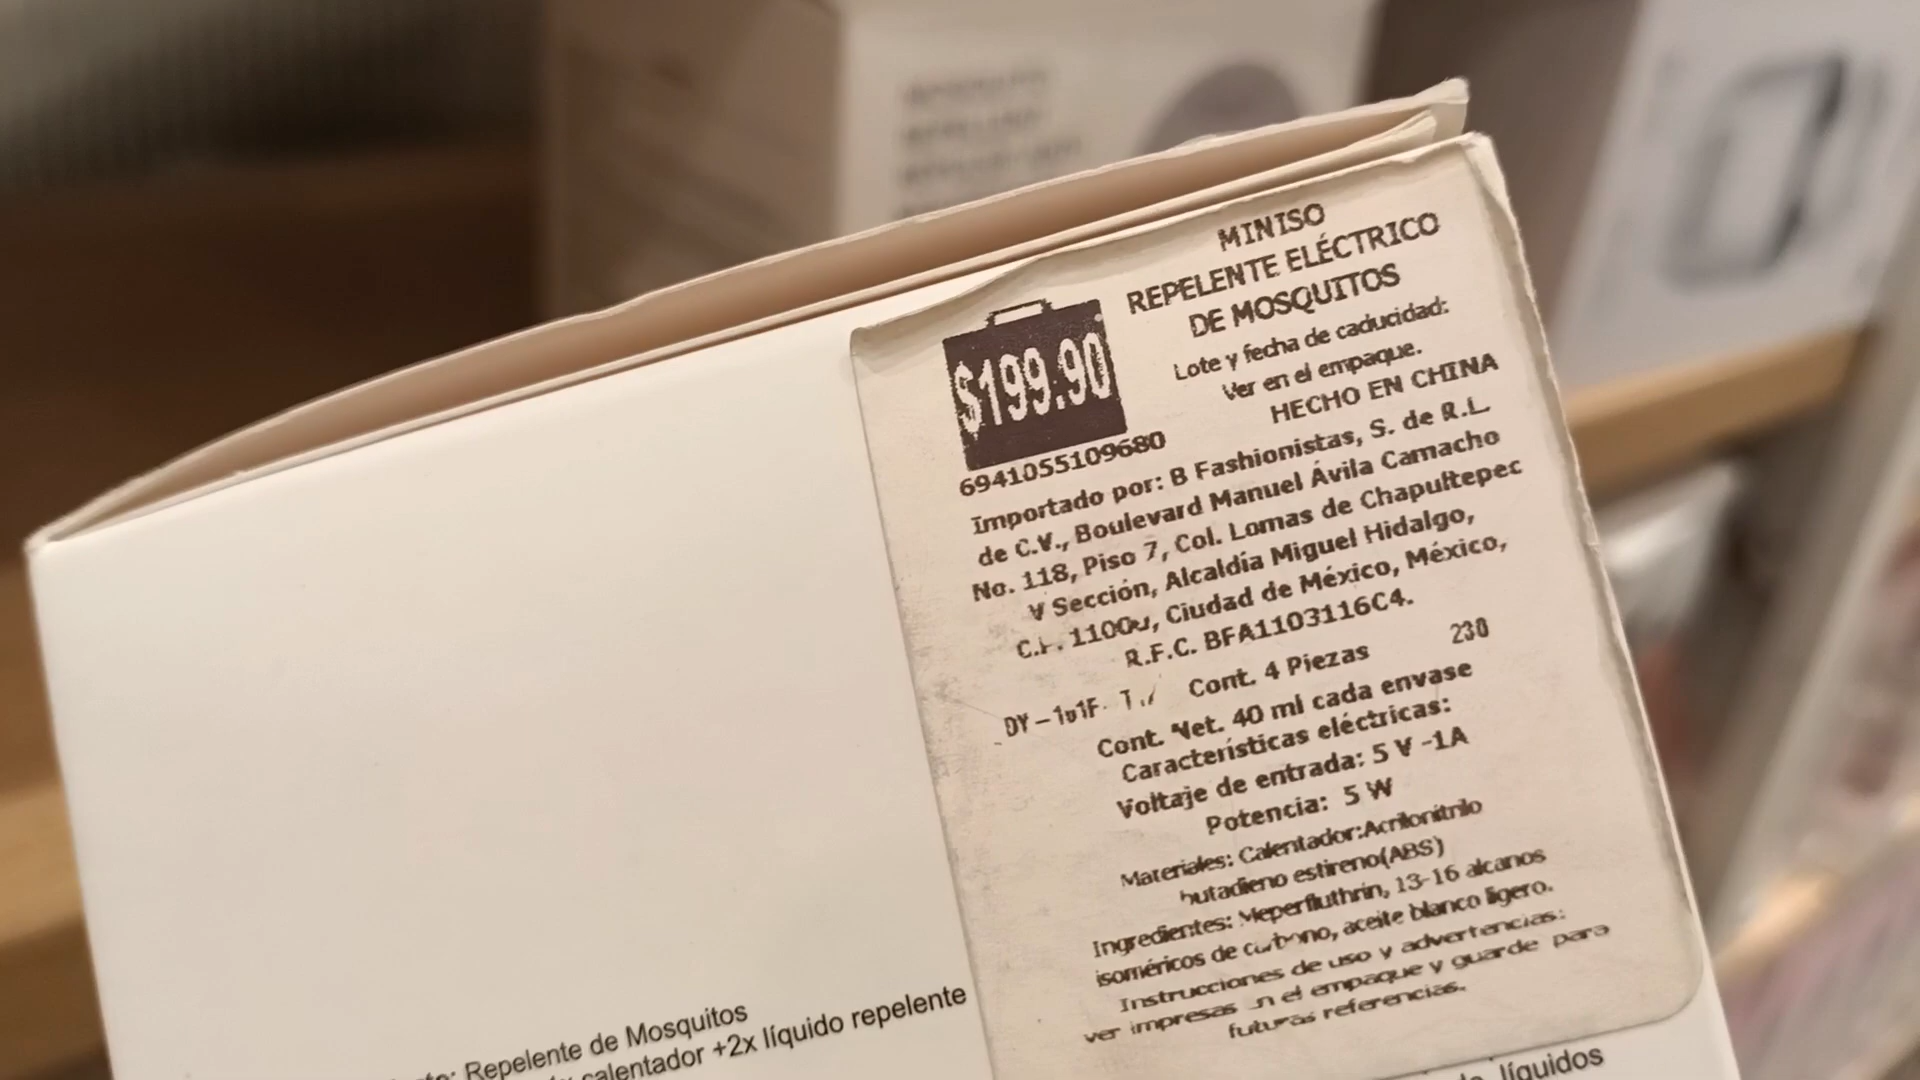 MINISO
REPELENTE ELÉCTRICO
DE MOSQUITOS
$199.90
6941055109680
Lote y fecha de caducidad:
Ver en el empaque.
HECHO EN CHINA
Importado por: B Fashionistas, S. de R.L.
de C.V., Boulevard Manuel Ávila Camacho
No. 118, Piso 7, Col. Lomas de Chapultepec
V Sección, Alcaldía Miguel Hidalgo,
Ciudad de México, México,
R.F.C. BFA1103116C4.
Cont. 4 Piezas
230
Cont. Net. 40 ml cada envase
Características eléctricas:
Voltaje de entrada: 5 V -1A
Potencia: 5 W
Materiales: Calentador:Acrilonitrilo
butadieno estireno(ABS)
Ingredientes: Meperfluthrin, 13-16 alcanos
isoméricos de carbono, aceite blanco ligero.
Instrucciones de uso y advertencias:
ver impresas en el empaque y guarde para
futuras referencias.
Repelente de Mosquitos
calentador +2x líquido repelente
líquidos